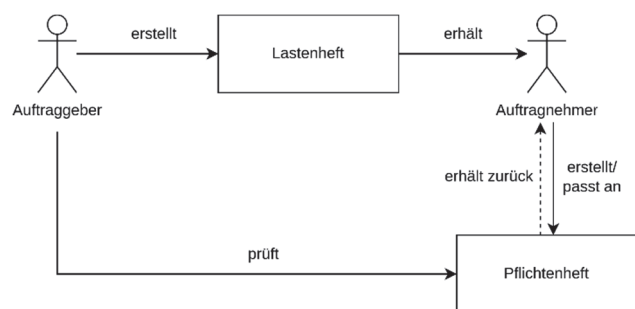 erstellt
Lastenheft
erhält
Auftraggeber
Auftragnehmer
erhält zurück
erstellt/
passt an
prüft
Pflichtenheft